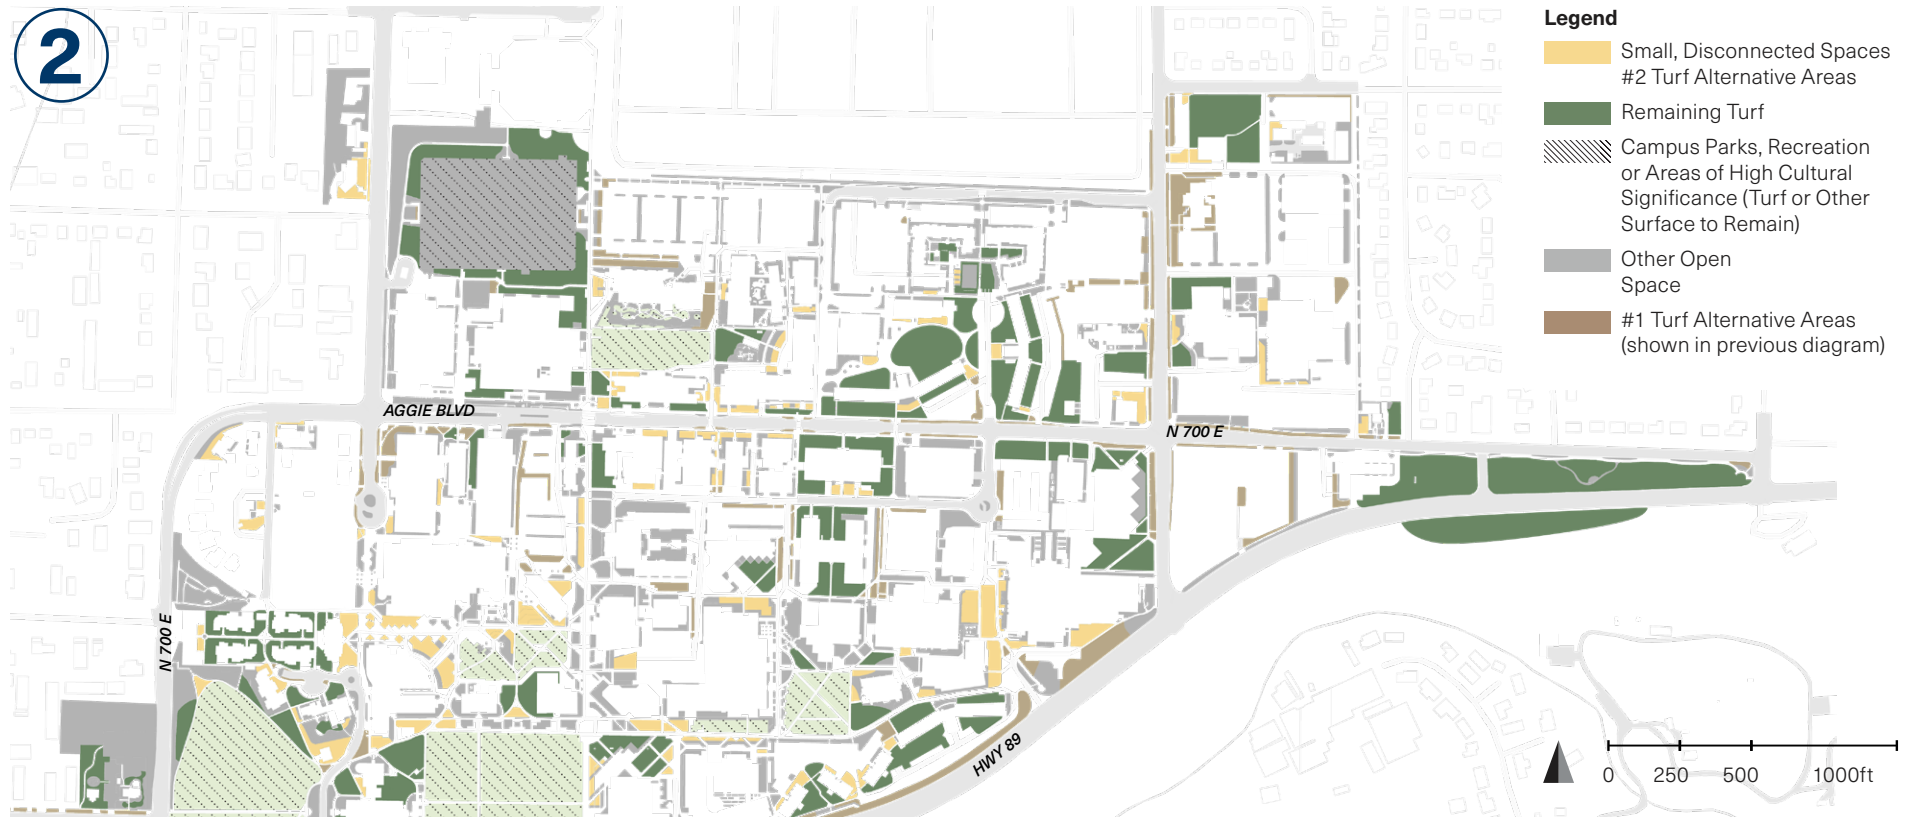 2
Legend
Small, Disconnected Spaces
#2 Turf Alternative Areas
Remaining Turf
Campus Parks, Recreation
or Areas of High Cultural
Significance (Turf or Other
Surface to Remain)
Other Open
Space
#1 Turf Alternative Areas
(shown in previous diagram)
AGGIE BLVD
N 700 E
N 700 E
HWY 89
0 250 500 1000ft